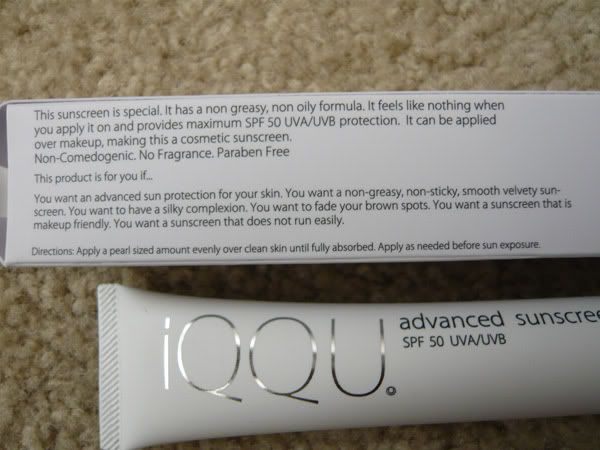 This sunscreen is special. It has a non greasy, non oily formula. It feels like nothing when
you apply it on and provides maximum SPF 50 UVA/UVB protection. It can be applied
over makeup, making this a cosmetic sunscreen.
Non-Comedogenic. No Fragrance. Paraben Free
This product is for you if...
You want an advanced sun protection for your skin. You want a non-greasy, non-sticky, smooth velvety sun-
screen. You want to have a silky complexion. You want to fade your brown spots. You want a sunscreen that is
makeup friendly. You want a sunscreen that does not run easily.
Directions: Apply a pearl sized amount evenly over clean skin until fully absorbed. Apply as needed before sun exposure.
iQQU.
advanced sunscree
SPF 50 UVA/UVB